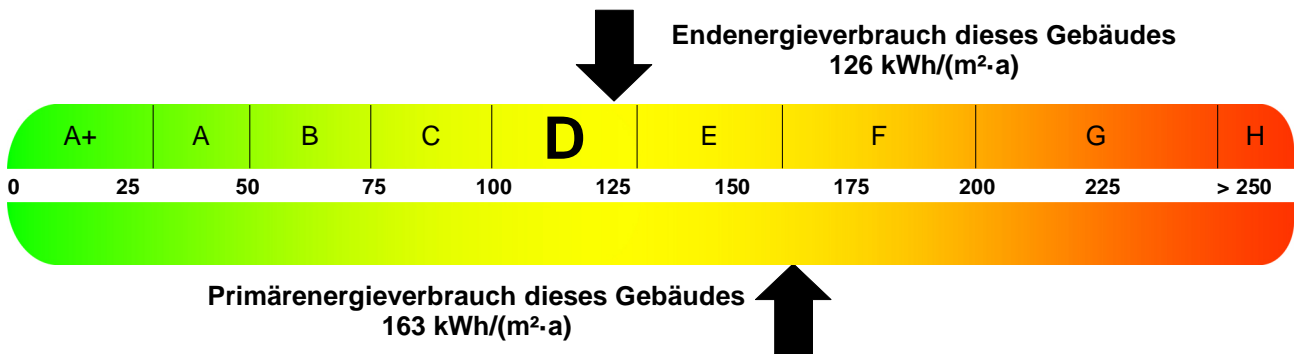 Endenergieverbrauch dieses Gebäudes
126 kWh/(m²·a)
A+ A B C D E F G H
0 25 50 75 100 125 150 175 200 225 > 250
Primärenergieverbrauch dieses Gebäudes
163 kWh/(m²·a)